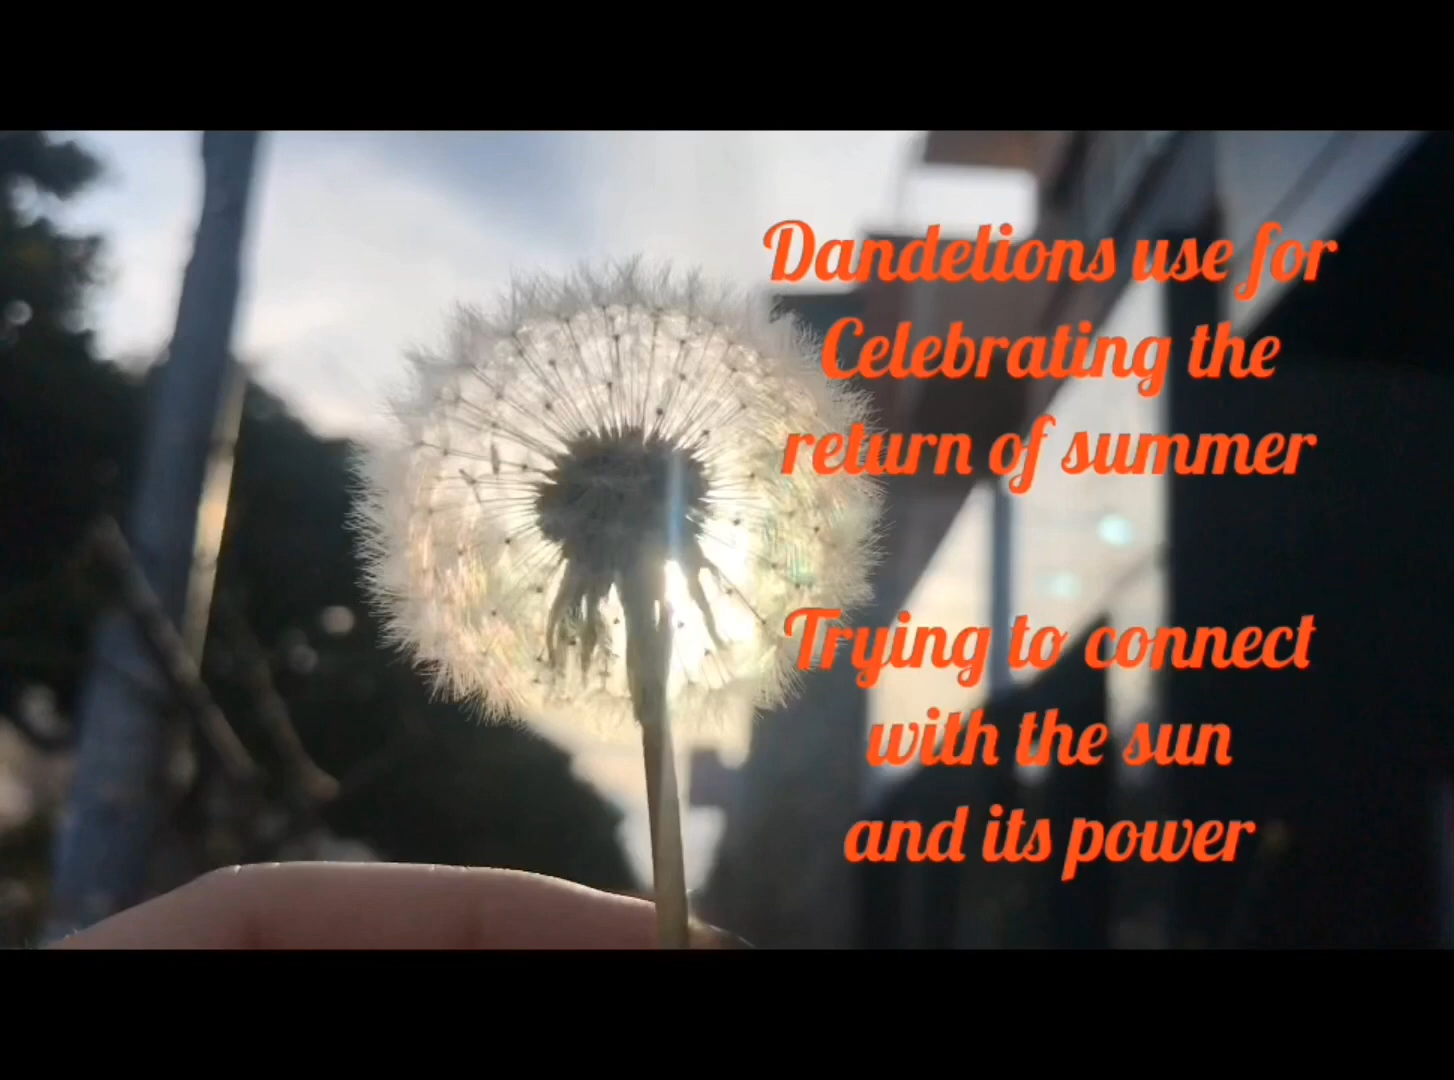 Dandelions use for
Celebrating the
return of summer
Trying to connect
with the sun
and its power